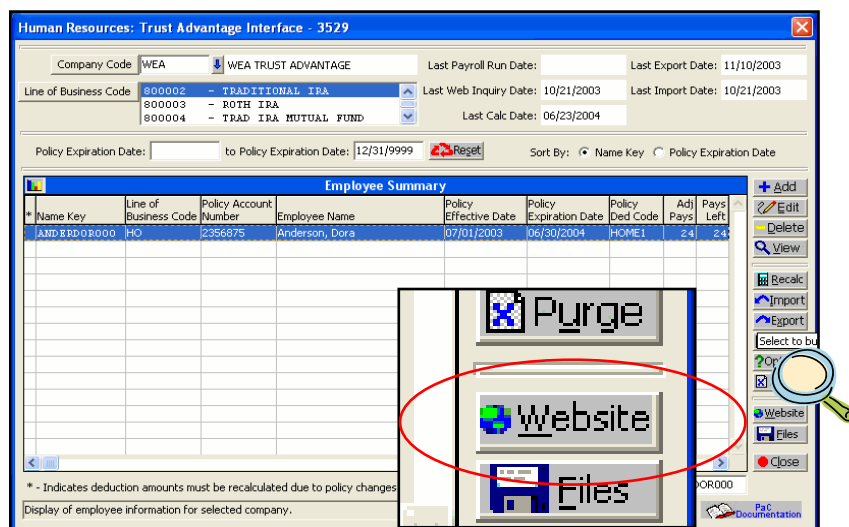 Human Resources: Trust Advantage Interface - 3529
Company Code WEA WEA TRUST ADVANTAGE Last Payroll Run Date: Last Export Date: 11/10/2003
Line of Business Code 800002 - TRADITIONAL IRA Last Web Inquiry Date: 10/21/2003 Last Import Date: 10/21/2003
800003 - ROTH IRA
800004 - TRAD IRA MUTUAL FUND Last Calc Date: 06/23/2004
Policy Expiration Date: to Policy Expiration Date: 12/31/9999 Reset Sort By: Name Key Policy Expiration Date
Employee Summary
* Name Key Line of Business Code Policy Account Number Employee Name Policy Effective Date Policy Expiration Date Policy Ded Code Adj Pays Pays Left
ANDERDOR000 HO 2356875 Anderson, Dora 07/01/2003 06/30/2004 HOME1 24 24
Add
Edit
Delete
View
Recalc
Import
Export
Select to bu
Purge
Website
Files
Website
Files
Close
* - Indicates deduction amounts must be recalculated due to policy changes
OR000
Display of employee information for selected company.
PaC Documentation